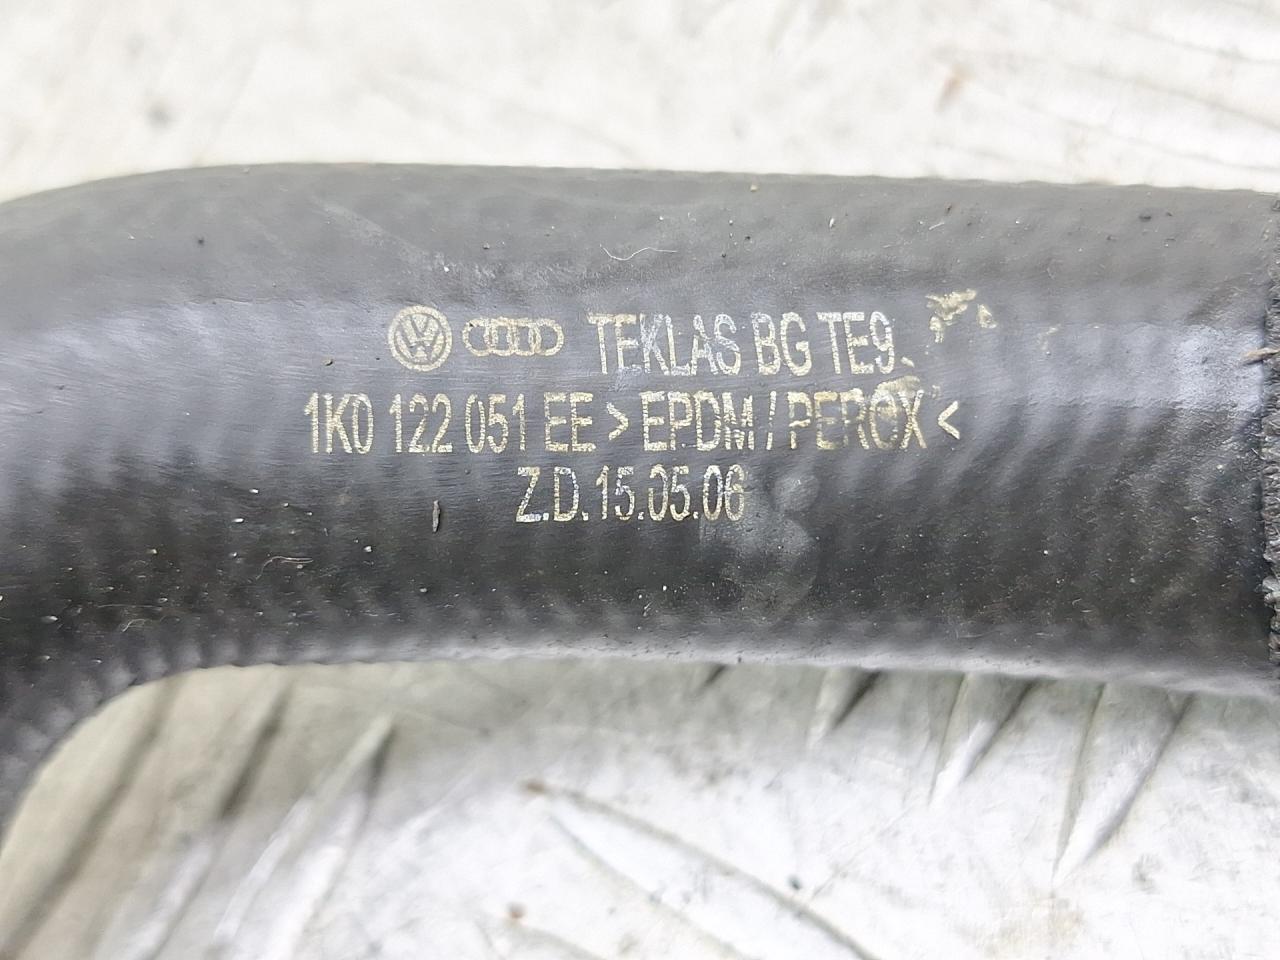 TEKLAS BG TE9
1K0 122 051 EE >EPDM / PEROX<
Z.D.15.05.06